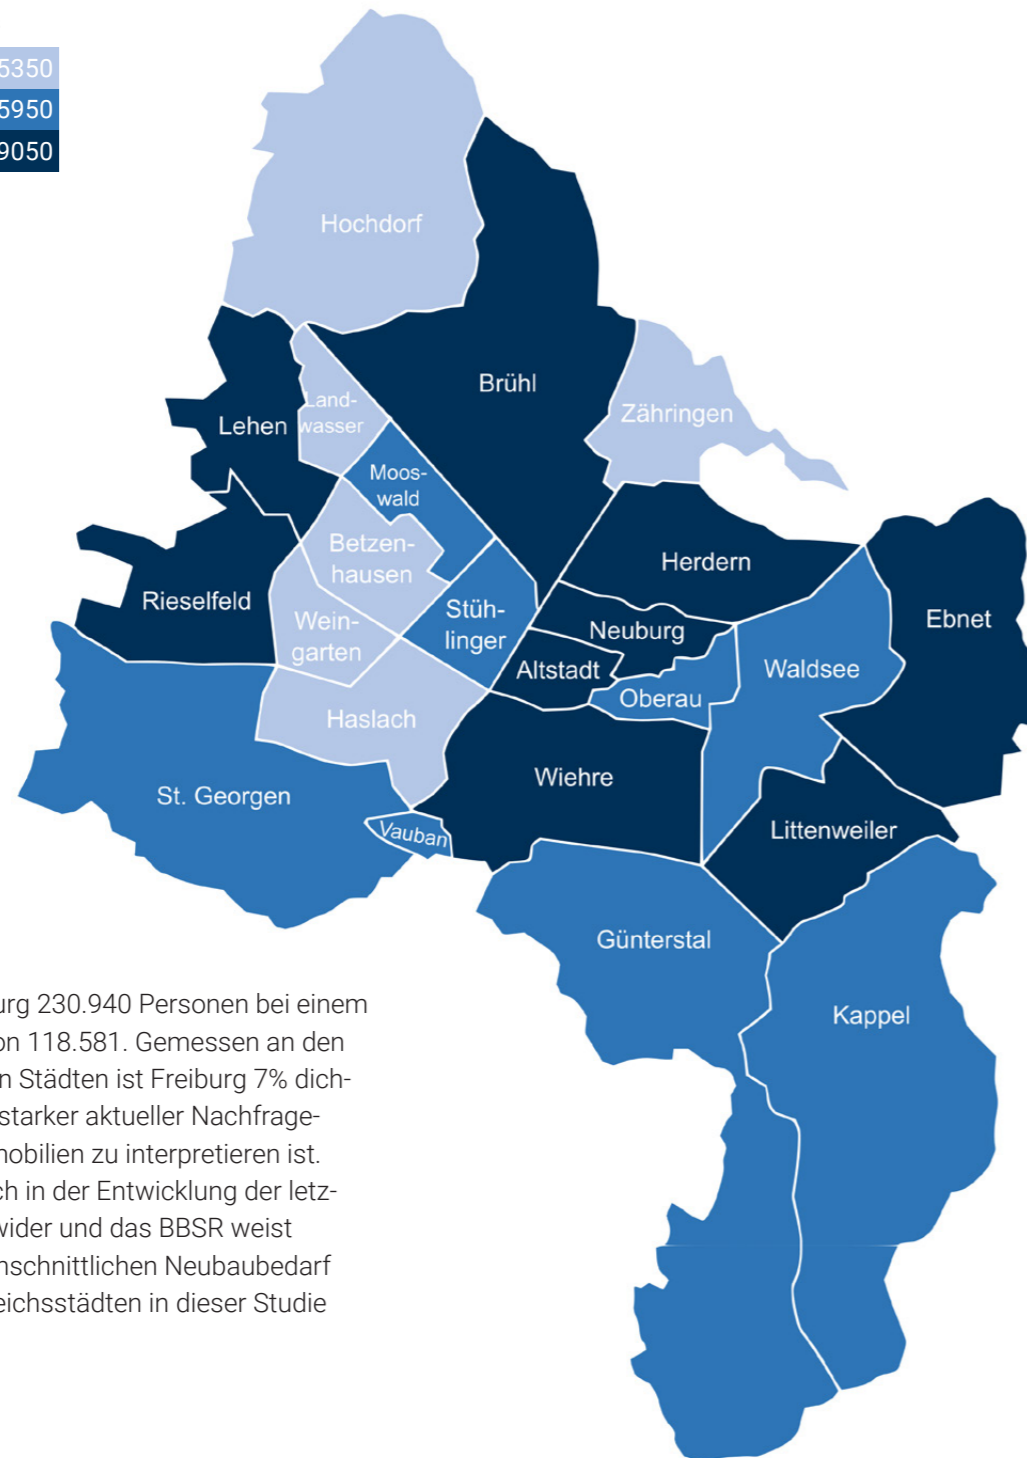 5350
5950
9050
Hochdorf
Brühl
Zähringen
Land-
wasser
Lehen
Moos-
wald
Betzen-
hausen
Herdern
Rieselfeld
Stüh-
linger
Wein-
garten
Neuburg
Altstadt
Oberau
Waldsee
Ebnet
Haslach
Wiehre
St. Georgen
Vauban
Littenweiler
Günterstal
Kappel
urg 230.940 Personen bei einem
on 118.581. Gemessen an den
n Städten ist Freiburg 7% dich-
starker aktueller Nachfrage-
nobilien zu interpretieren ist.
ch in der Entwicklung der letz-
wider und das BBSR weist
hschnittlichen Neubaubedarf
eichsstädten in dieser Studie